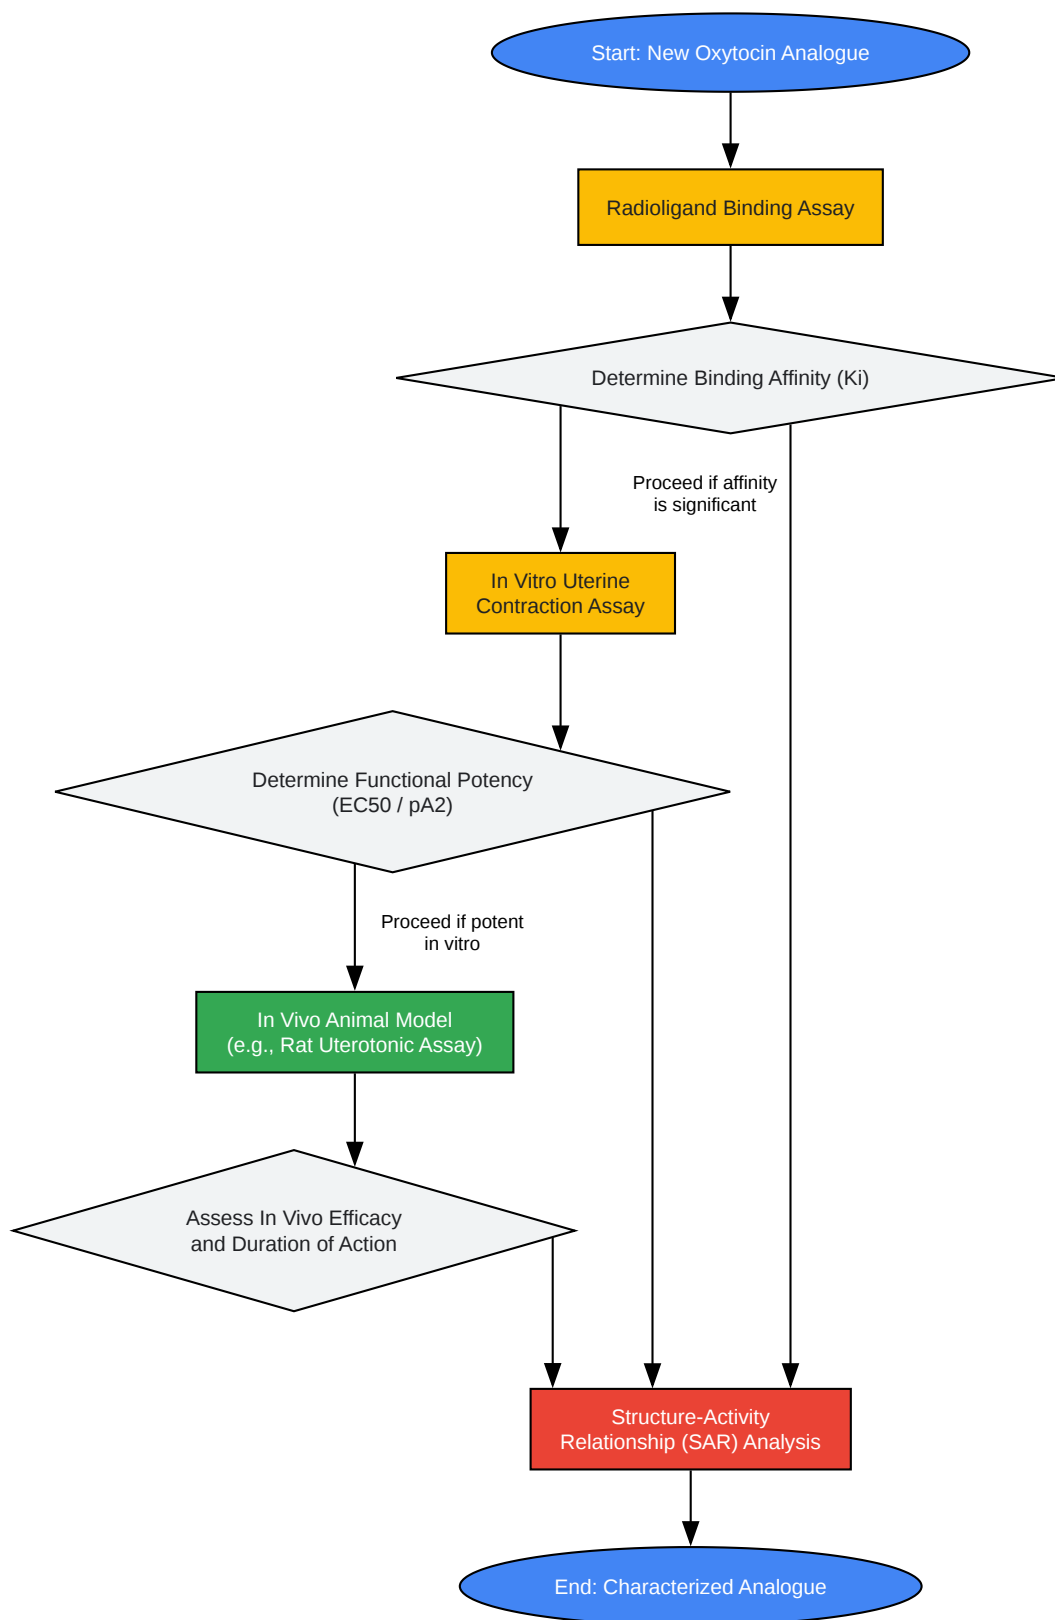 Start: New Oxytocin Analogue
Radioligand Binding Assay
Determine Binding Affinity (Ki)
Proceed if affinity
is significant
In Vitro Uterine
Contraction Assay
Determine Functional Potency
(EC50 / pA2)
Proceed if potent
in vitro
In Vivo Animal Model
(e.g., Rat Uterotonic Assay)
Assess In Vivo Efficacy
and Duration of Action
Structure-Activity
Relationship (SAR) Analysis
End: Characterized Analogue